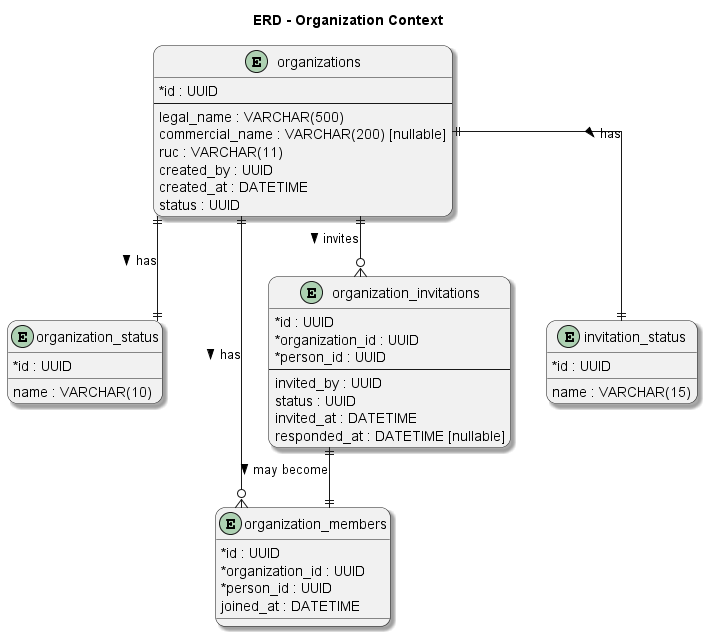 ERD - Organization Context
E organizations
*id : UUID
legal_name : VARCHAR(500)
commercial_name : VARCHAR(200) [nullable]
ruc : VARCHAR(11)
created_by : UUID
created_at : DATETIME
status : UUID
has
invites
has
has
E organization_status
*id : UUID
name : VARCHAR(10)
E organization_invitations
*id : UUID
*organization_id : UUID
*person_id : UUID
invited_by : UUID
status : UUID
invited_at : DATETIME
responded_at : DATETIME [nullable]
E invitation_status
*id : UUID
name : VARCHAR(15)
may become
E organization_members
*id : UUID
*organization_id : UUID
*person_id : UUID
joined_at : DATETIME